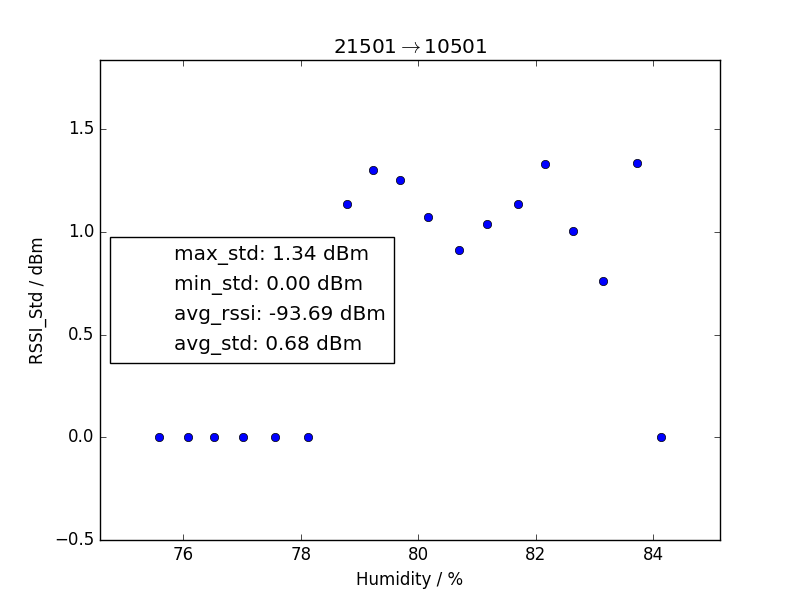 21501→10501
1.5
1.0
0.5
0.0
−0.5
RSSI_Std / dBm
max_std: 1.34 dBm
min_std: 0.00 dBm
avg_rssi: -93.69 dBm
avg_std: 0.68 dBm
76 78 80 82 84
Humidity / %